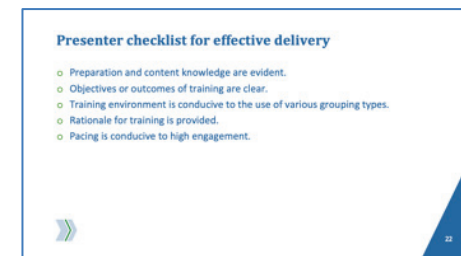 Presenter checklist for effective delivery
o Preparation and content knowledge are evident.
o Objectives or outcomes of training are clear.
o Training environment is conducive to the use of various grouping types.
o Rationale for training is provided.
o Pacing is conducive to high engagement.
22